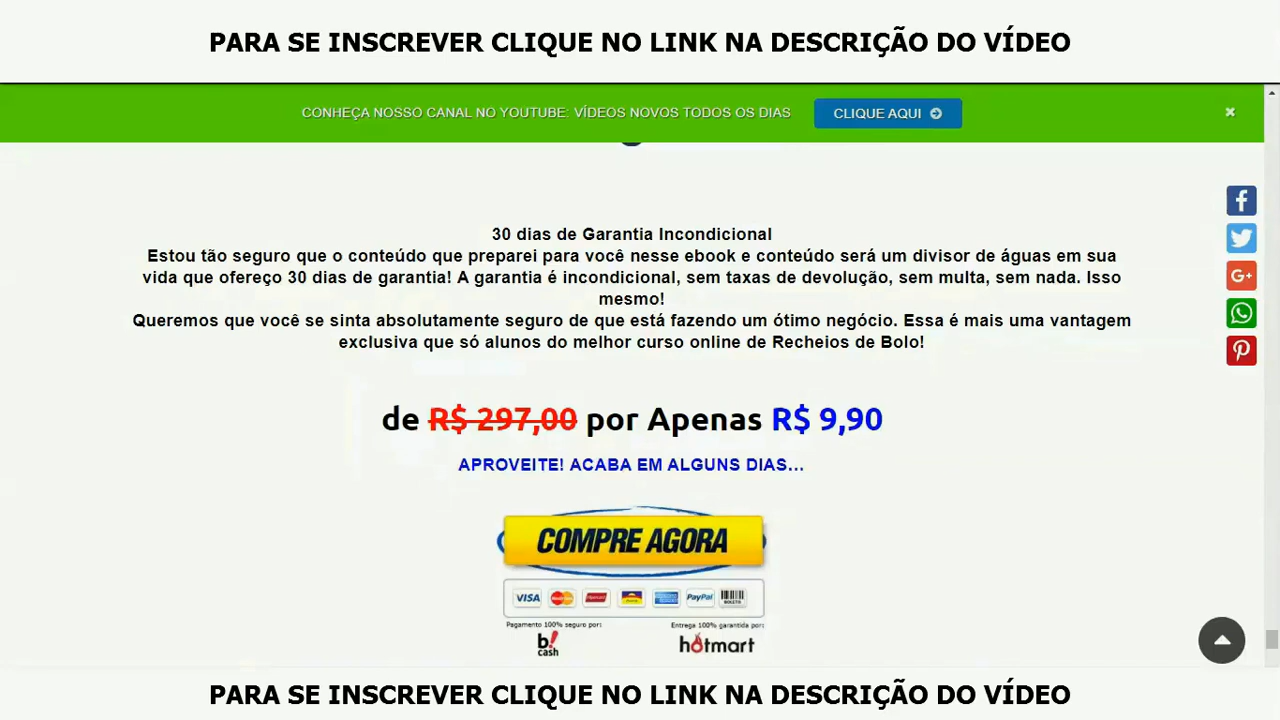 PARA SE INSCREVER CLIQUE NO LINK NA DESCRIÇÃO DO VÍDEO
CONHEÇA NOSSO CANAL NO YOUTUBE: VÍDEOS NOVOS TODOS OS DIAS
CLIQUE AQUI
30 dias de Garantia Incondicional
Estou tão seguro que o conteúdo que preparei para você nesse ebook e conteúdo será um divisor de águas em sua
vida que ofereço 30 dias de garantia! A garantia é incondicional, sem taxas de devolução, sem multa, sem nada. Isso
mesmo!
Queremos que você se sinta absolutamente seguro de que está fazendo um ótimo negócio. Essa é mais uma vantagem
exclusiva que só alunos do melhor curso online de Recheios de Bolo!
de R$ 297,00 por Apenas R$ 9,90
APROVEITE! ACABA EM ALGUNS DIAS...
COMPRE AGORA
VISA MasterCard PayPal BOLETO
Pagamento 100% seguro por: Entrega 100% garantida por:
b! cash hotmart
PARA SE INSCREVER CLIQUE NO LINK NA DESCRIÇÃO DO VÍDEO